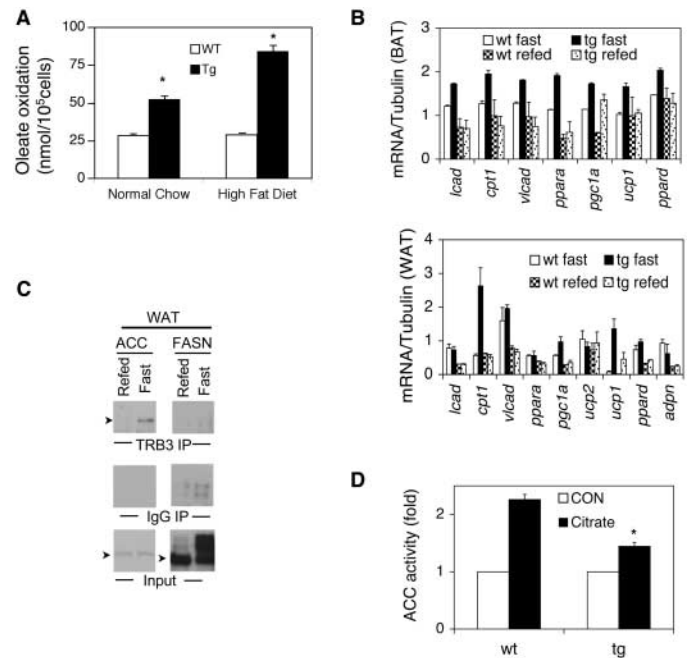 A
WT
Tg
Oleate oxidation
(nmol/10⁵cells)
100
75
50
25
0
*
*
Normal Chow
High Fat Diet
B
wt fast
tg fast
wt refed
tg refed
mRNA/Tubulin (BAT)
3
2
1
0
lcad
cpt1
vlcad
ppara
pgc1a
ucp1
ppard
wt fast
tg fast
wt refed
tg refed
mRNA/Tubulin (WAT)
4
3
2
1
0
lcad
cpt1
vlcad
ppara
pgc1a
ucp2
ucp1
ppard
adpn
C
WAT
ACC
FASN
Refed
Fast
Refed
Fast
TRB3 IP
IgG IP
Input
D
CON
Citrate
ACC activity (fold)
2
1
0
*
wt
tg